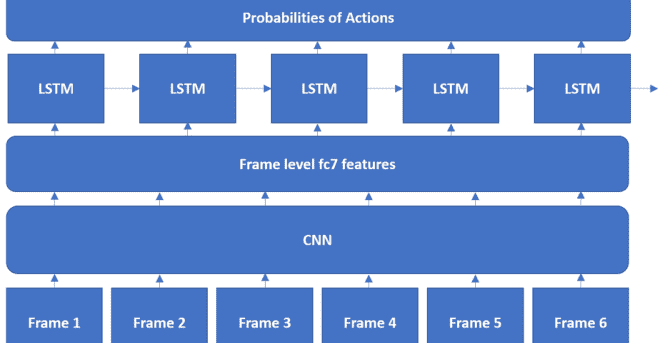 Probabilities of Actions
LSTM LSTM LSTM LSTM LSTM
Frame level fc7 features
CNN
Frame 1 Frame 2 Frame 3 Frame 4 Frame 5 Frame 6